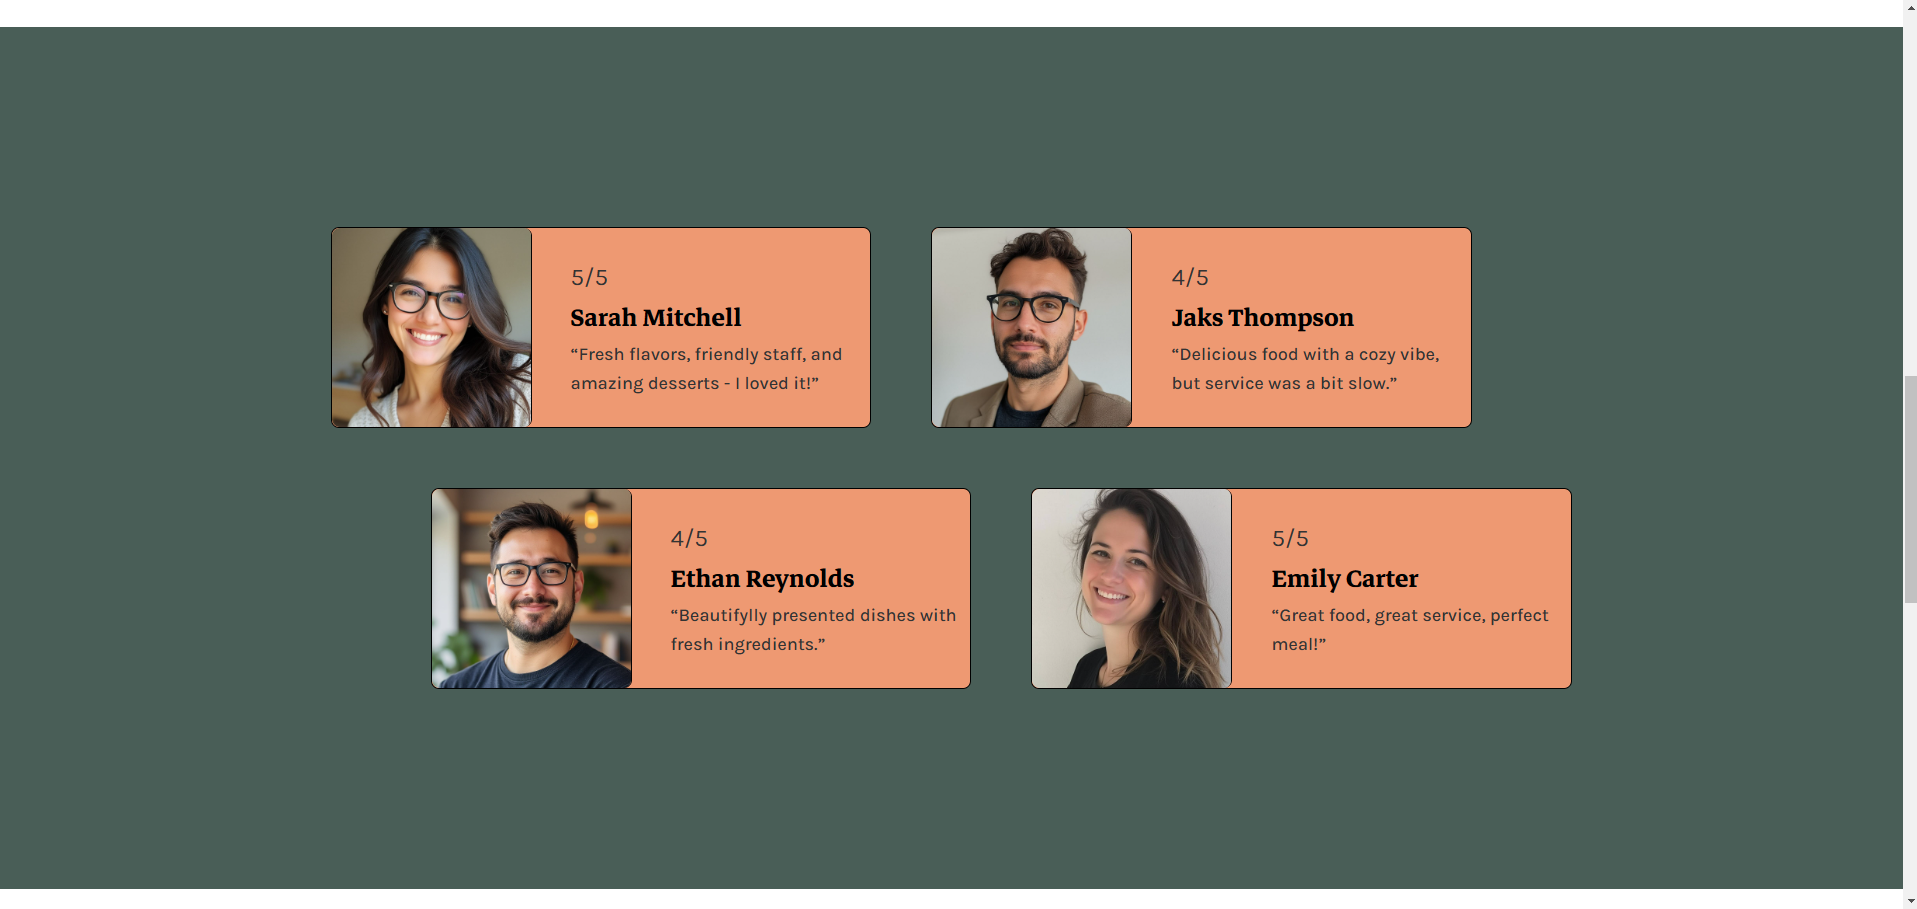 5/5
Sarah Mitchell
“Fresh flavors, friendly staff, and
amazing desserts - I loved it!”
4/5
Jaks Thompson
“Delicious food with a cozy vibe,
but service was a bit slow.”
4/5
Ethan Reynolds
“Beautifylly presented dishes with
fresh ingredients.”
5/5
Emily Carter
“Great food, great service, perfect
meal!”